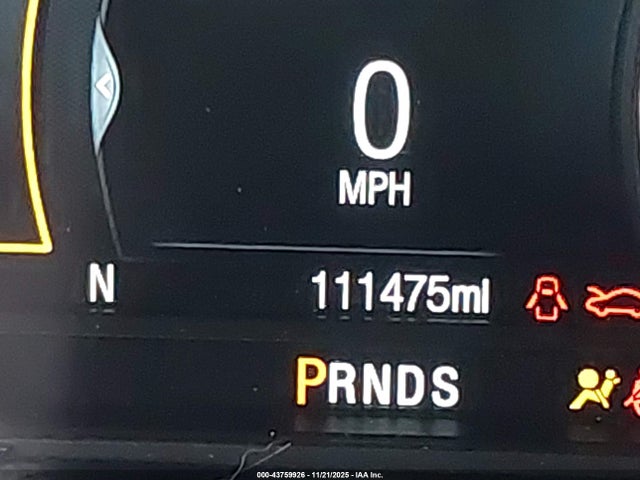 0
MPH
N 111475mi
PRNDS
000-43759926 - 11/21/2025 - IAA Inc.